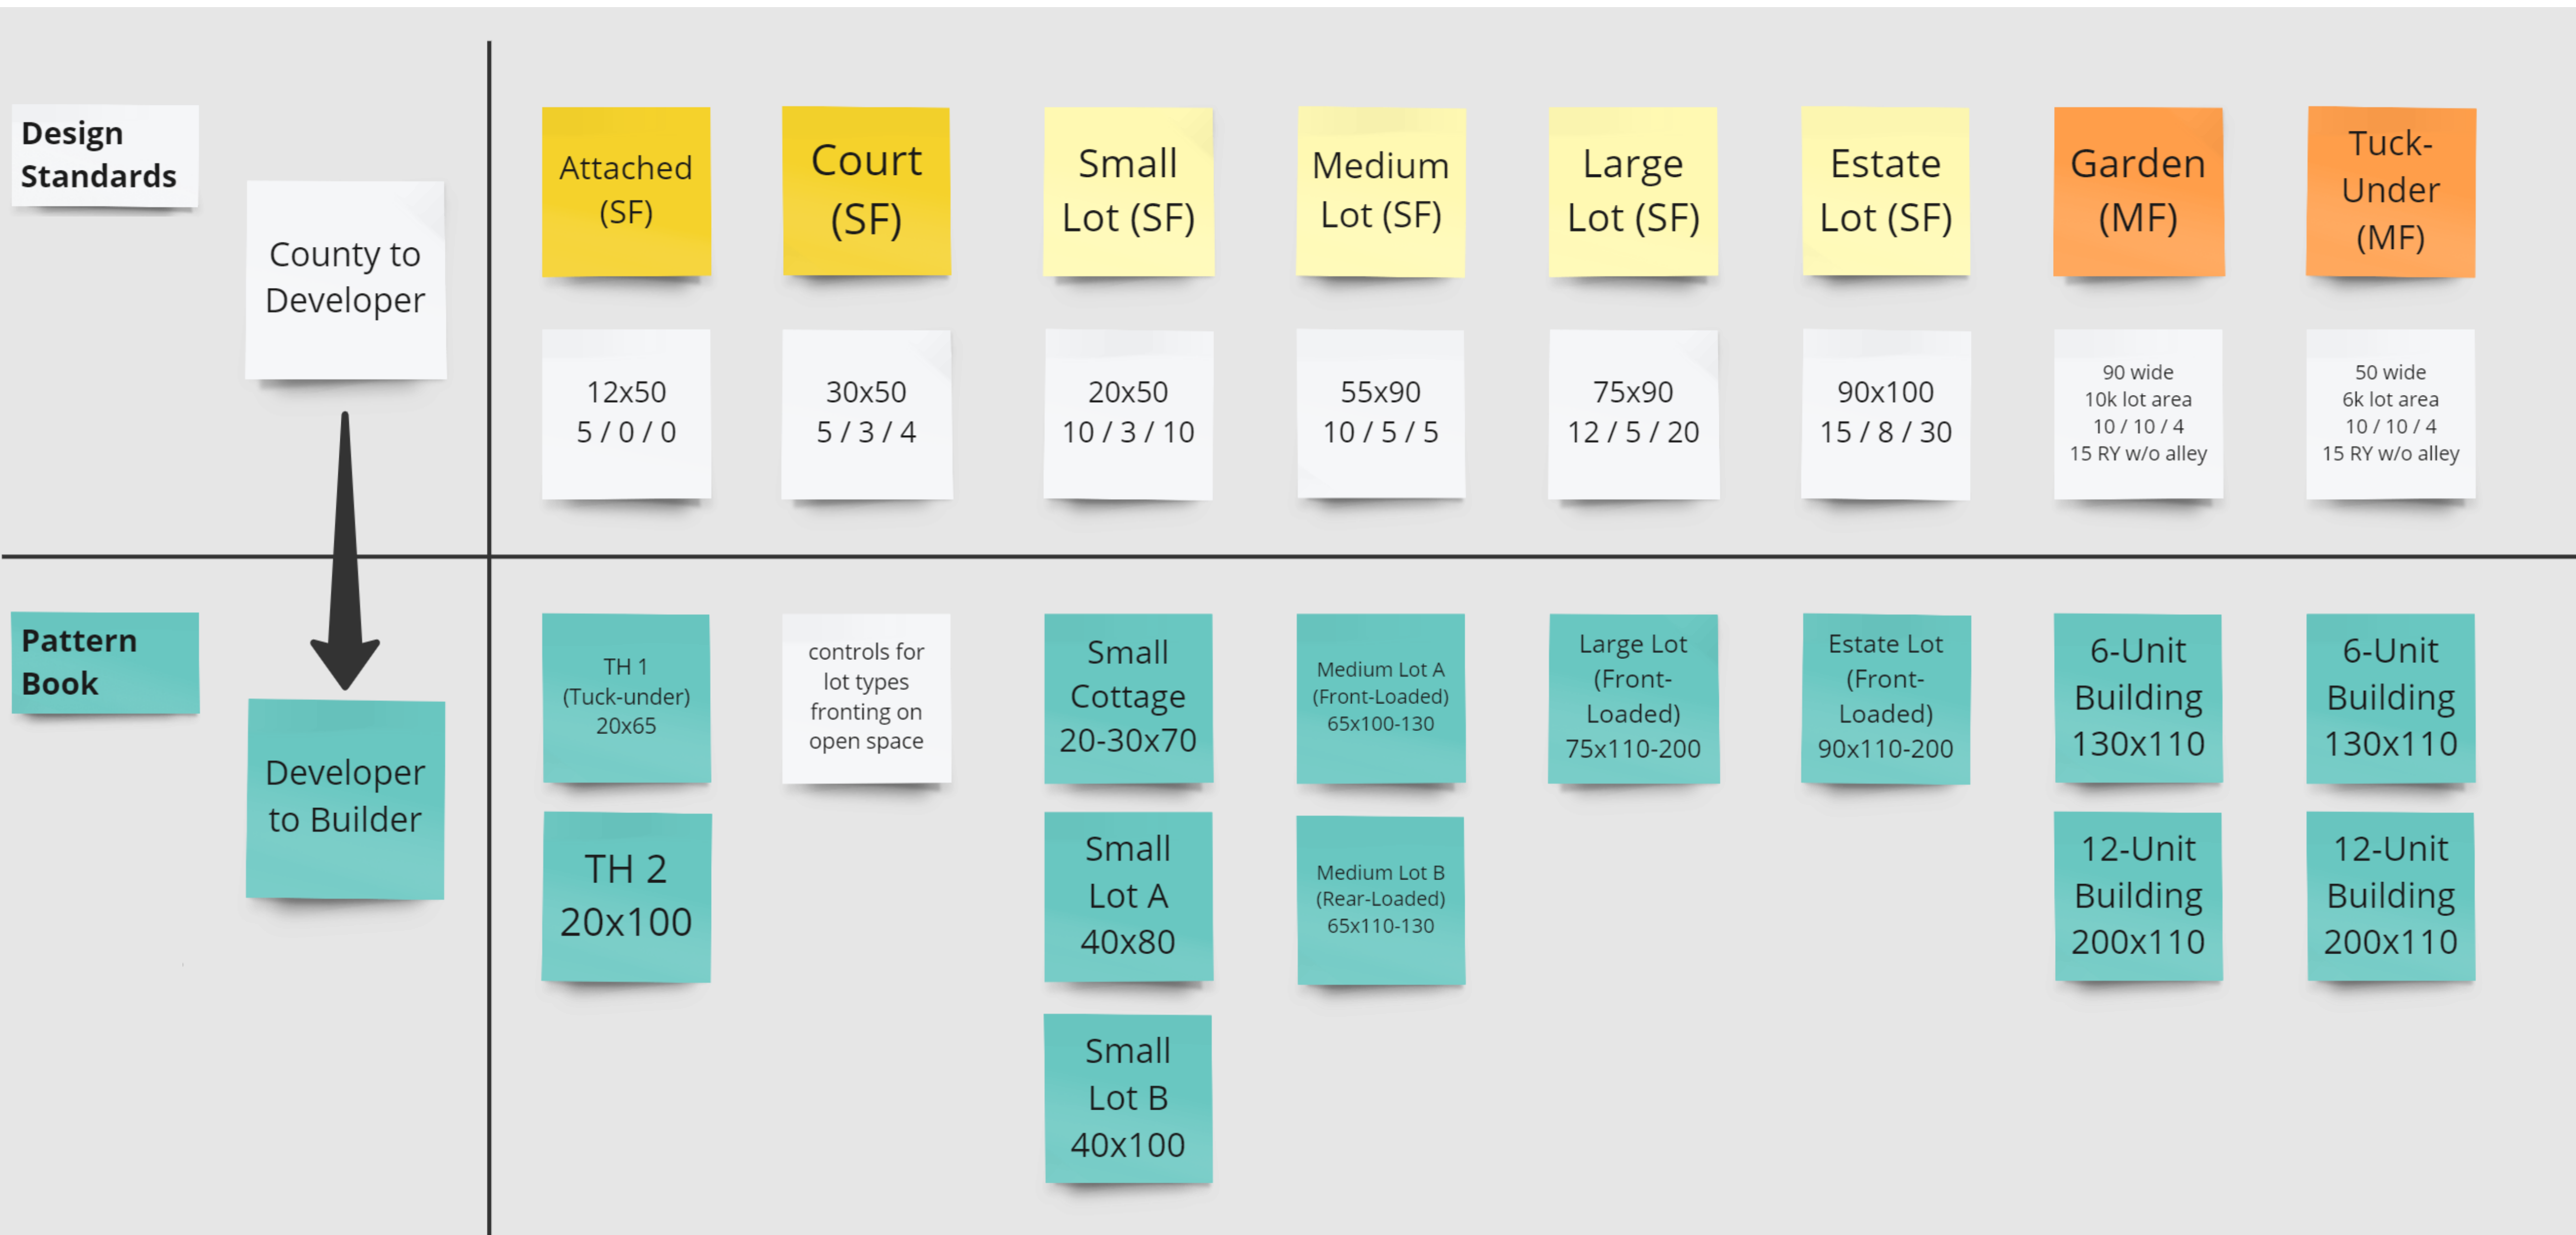 Design
Standards
County to
Developer
Attached
(SF)
Court
(SF)
Small
Lot (SF)
Medium
Lot (SF)
Large
Lot (SF)
Estate
Lot (SF)
Garden
(MF)
Tuck-
Under
(MF)
12x50
5 / 0 / 0
30x50
5 / 3 / 4
20x50
10 / 3 / 10
55x90
10 / 5 / 5
75x90
12 / 5 / 20
90x100
15 / 8 / 30
90 wide
10k lot area
10 / 10 / 4
15 RY w/o alley
50 wide
6k lot area
10 / 10 / 4
15 RY w/o alley
Pattern
Book
Developer
to Builder
TH 1
(Tuck-under)
20x65
controls for
lot types
fronting on
open space
Small
Cottage
20-30x70
Medium Lot A
(Front-Loaded)
65x100-130
Large Lot
(Front-
Loaded)
75x110-200
Estate Lot
(Front-
Loaded)
90x110-200
6-Unit
Building
130x110
6-Unit
Building
130x110
TH 2
20x100
Small
Lot A
40x80
Medium Lot B
(Rear-Loaded)
65x110-130
12-Unit
Building
200x110
12-Unit
Building
200x110
Small
Lot B
40x100